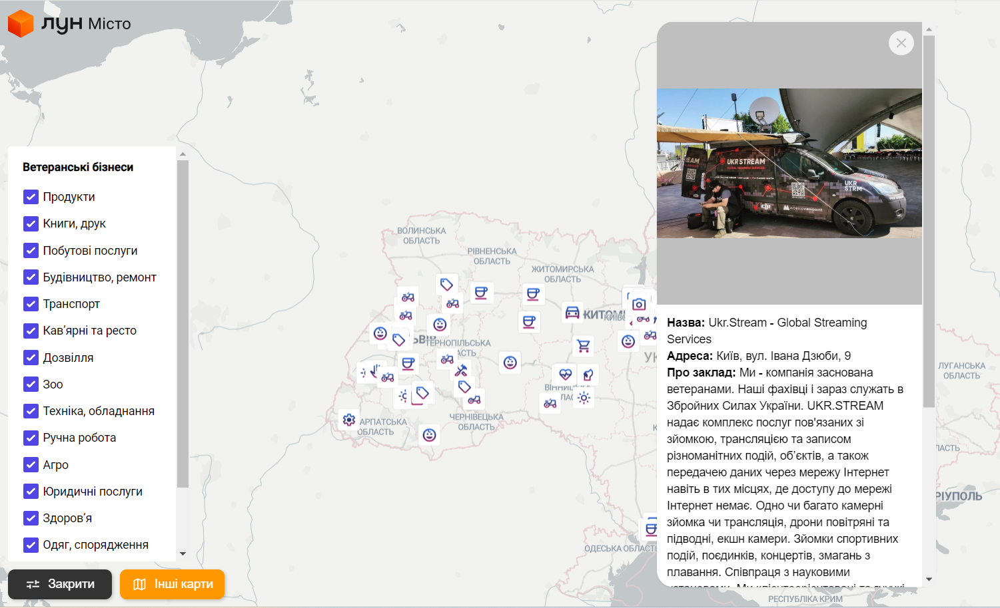 лун Місто
Ветеранські бізнеси
Продукти
Книги, друк
Побутові послуги
Будівництво, ремонт
Транспорт
Кав’ярні та ресто
Дозвілля
Зоо
Техніка, обладнання
Ручна робота
Агро
Юридичні послуги
Здоров’я
Одяг, спорядження
Закрити
Інші карти
ВОЛИНСЬКА
ОБЛАСТЬ
РІВНЕНСЬКА
ОБЛАСТЬ
ЖИТОМИРСЬКА
ОБЛАСТЬ
ТЕРНОПІЛЬСЬКА
ЧЕРНІВЕЦЬКА
ОБЛАСТЬ
АРПАТСЬКА
ОБЛАСТЬ
ОДЕСЬКА ОБЛАСТЬ
ЛУГАНСЬКА
ОБЛАСТЬ
РІУПОЛЬ
РЕСПУБЛІКА КРИМ
UKR STREAM
GLOBAL STREAMING SERVICES
UKR
STRM
dji
Назва: Ukr.Stream - Global Streaming
Services
Адреса: Київ, вул. Івана Дзюби, 9
Про заклад: Ми - компанія заснована
ветеранами. Наші фахівці і зараз служать в
Збройних Силах України. UKR.STREAM
надає комплекс послуг пов'язаних зі
зйомкою, трансляцією та записом
різноманітних подій, об’єктів, а також
передачею даних через мережу Інтернет
навіть в тих місцях, де доступу до мережі
Інтернет немає. Одно чи багато камерні
зйомка чи трансляція, дрони повітряні та
підводні, екшн камери. Зйомки спортивних
подій, поєдинків, концертів, змагань з
плавання. Співпраця з науковими